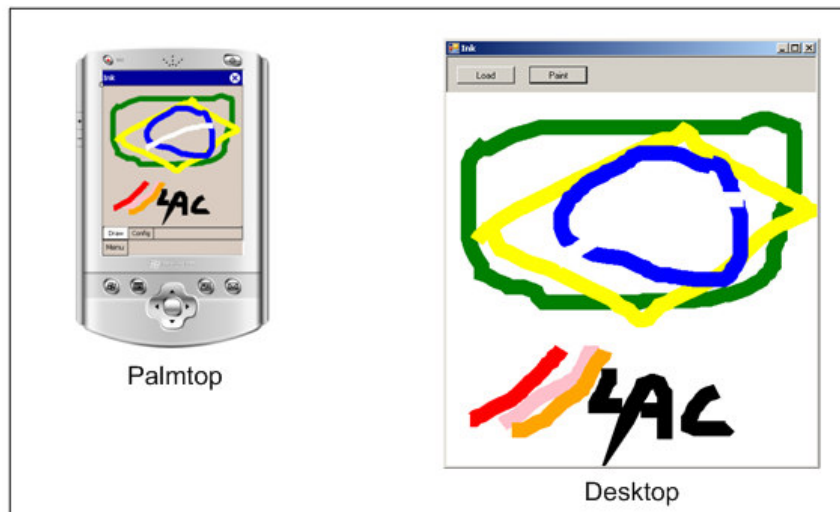 Ink
Draw Config
Menu
LAC
Palmtop
Ink
Load Paint
LAC
Desktop